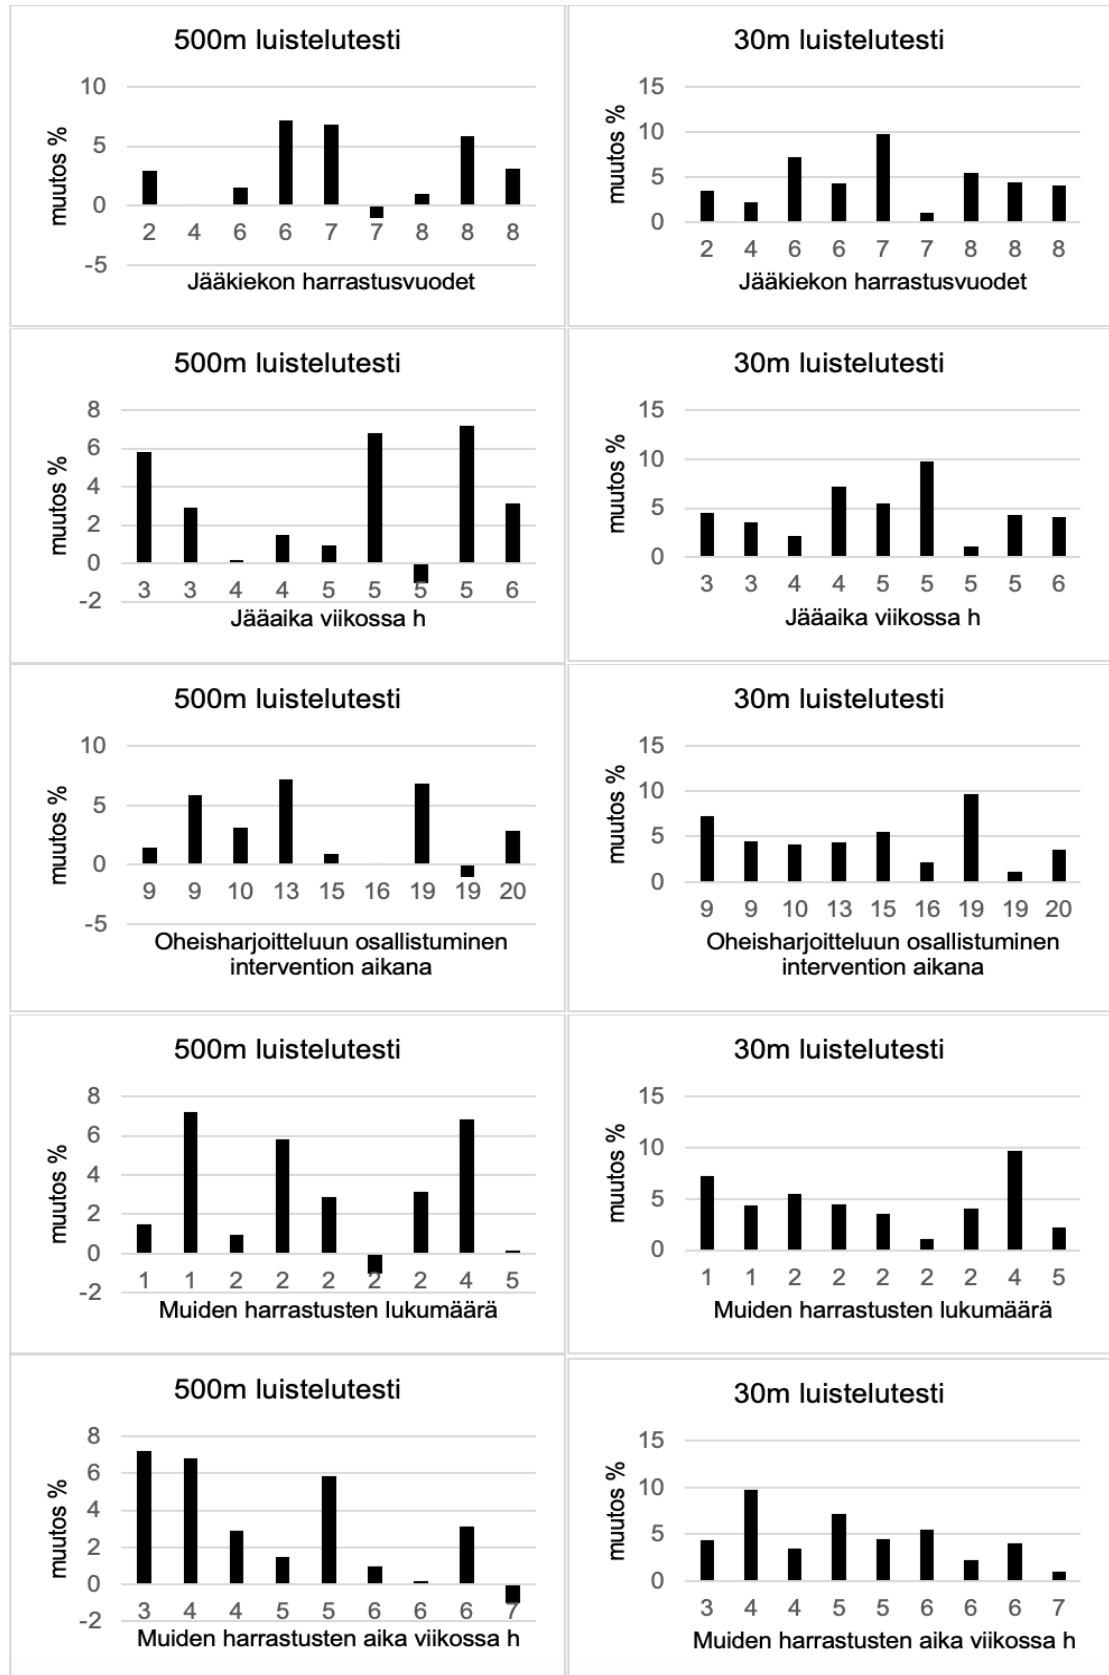 500m luistelutesti
muutos %
10
5
0
-5
2 4 6 6 7 7 8 8 8
Jääkiekon harrastusvuodet
30m luistelutesti
muutos %
15
10
5
0
2 4 6 6 7 7 8 8 8
Jääkiekon harrastusvuodet
500m luistelutesti
muutos %
8
6
4
2
0
-2
3 3 4 4 5 5 5 5 6
Jääaika viikossa h
30m luistelutesti
muutos %
15
10
5
0
3 3 4 4 5 5 5 5 6
Jääaika viikossa h
500m luistelutesti
muutos %
10
5
0
-5
9 9 10 13 15 16 19 19 20
Oheisharjoitteluun osallistuminen
intervention aikana
30m luistelutesti
muutos %
15
10
5
0
9 9 10 13 15 16 19 19 20
Oheisharjoitteluun osallistuminen
intervention aikana
500m luistelutesti
muutos %
8
6
4
2
0
-2
1 1 2 2 2 2 2 4 5
Muiden harrastusten lukumäärä
30m luistelutesti
muutos %
15
10
5
0
1 1 2 2 2 2 2 4 5
Muiden harrastusten lukumäärä
500m luistelutesti
muutos %
8
6
4
2
0
-2
3 4 4 5 5 6 6 6 7
Muiden harrastusten aika viikossa h
30m luistelutesti
muutos %
15
10
5
0
3 4 4 5 5 6 6 6 7
Muiden harrastusten aika viikossa h